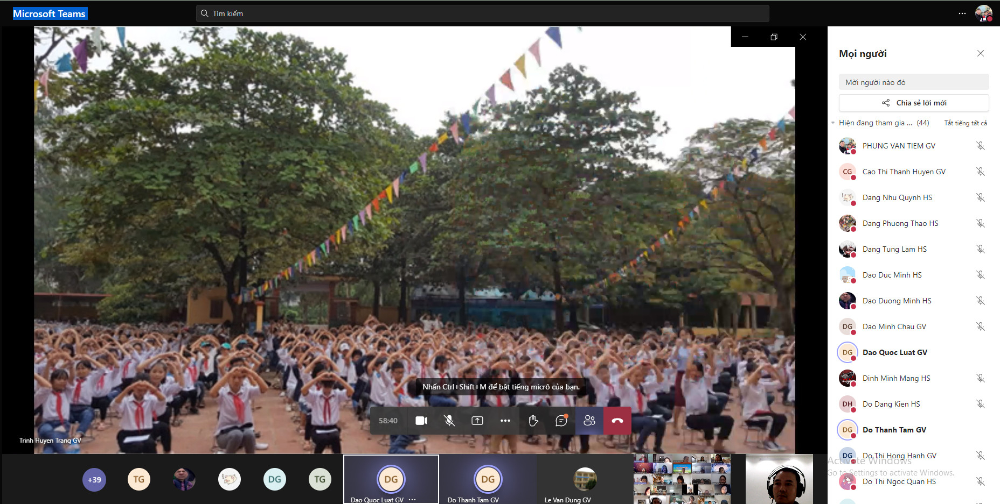 Microsoft Teams
Tìm kiếm
Mọi người
Mời người nào đó
Chia sẻ lời mời
Hiện đang tham gia ... (44)
Tắt tiếng tất cả
PHUNG VAN TIEM GV
CG
Cao Thi Thanh Huyen GV
Dang Nhu Quynh HS
Dang Phuong Thao HS
Dang Tung Lam HS
Dao Duc Minh HS
Dao Duong Minh HS
DG
Dao Minh Chau GV
DG
Dao Quoc Luat GV
Dinh Minh Mang HS
DH
Do Dang Kien HS
DG
Do Thanh Tam GV
DG
Do Thi Hong Hanh GV
Do Thi Ngoc Quan HS
Activate Windows
Go to Settings to activate Windows.
Nhấn Ctrl+Shift+M để bật tiếng micrô của bạn.
58:40
Trinh Huyen Trang GV
+39
TG
DG
TG
DG
Dao Quoc Luat GV
DG
Do Thanh Tam GV
Le Van Dung GV